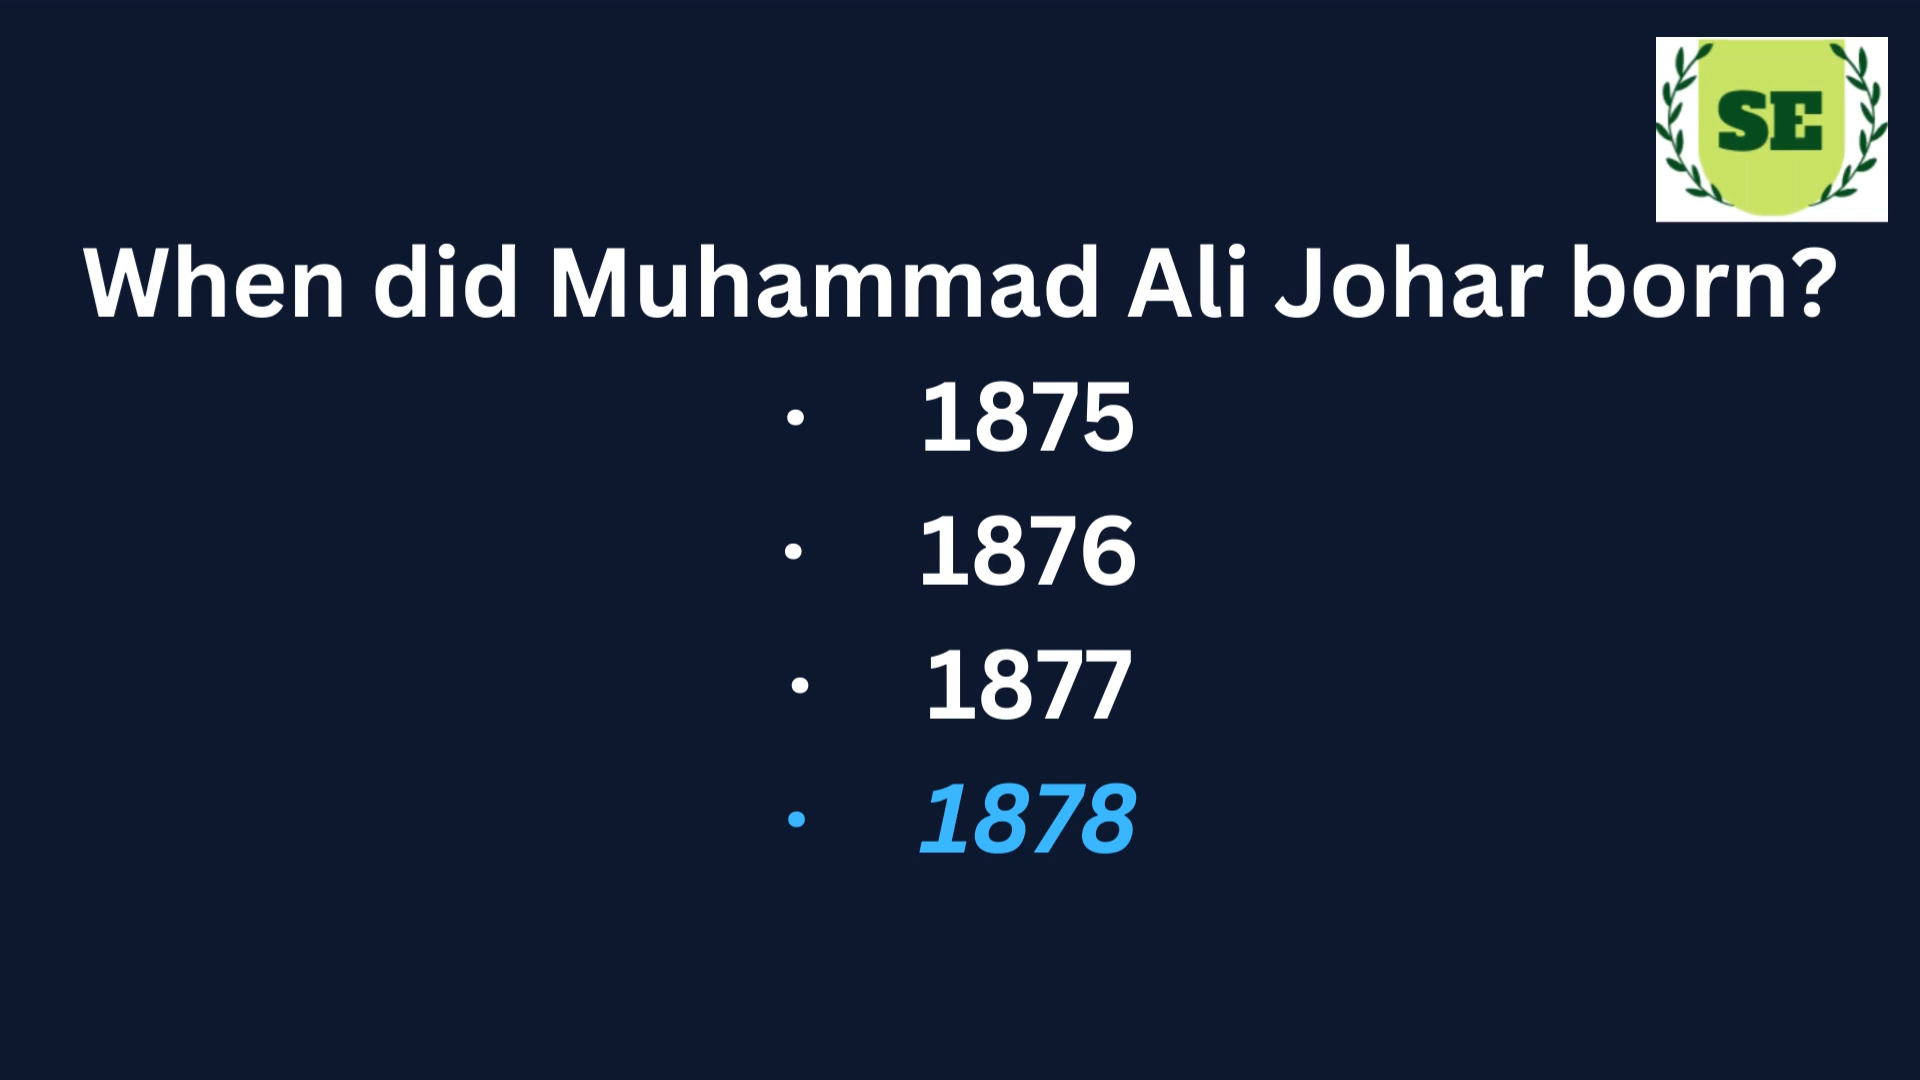 SE
When did Muhammad Ali Johar born?
• 1875
• 1876
• 1877
• 1878